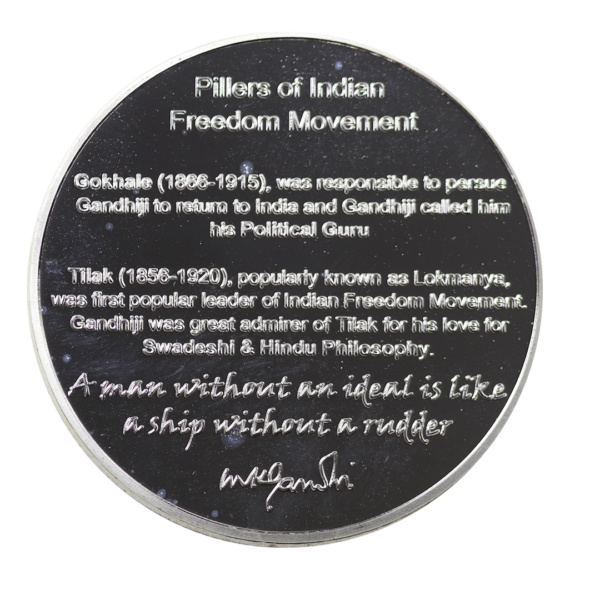 Pillers of Indian
Freedom Movement
Gokhale (1866-1915), was responsible to persue
Gandhiji to return to India and Gandhiji called him
his Political Guru
Tilak (1856-1920), popularly known as Lokmanya,
was first popular leader of Indian Freedom Movement.
Gandhiji was great admirer of Tilak for his love for
Swadeshi & Hindu Philosophy.
A man without an ideal is like
a ship without a rudder
MKGandhi